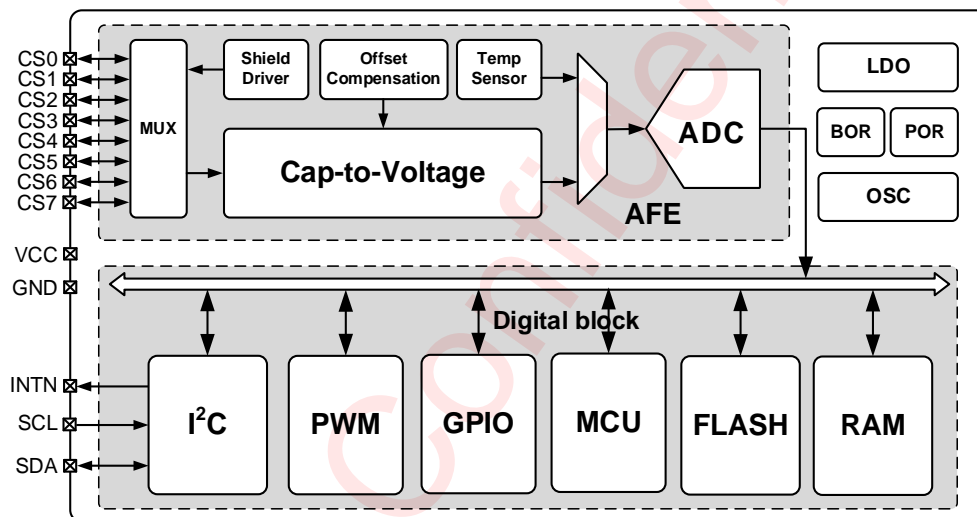 CS0
CS1
CS2
CS3
CS4
CS5
CS6
CS7
VCC
GND
INTN
SCL
SDA
MUX
Shield
Driver
Offset
Compensation
Temp
Sensor
Cap-to-Voltage
ADC
AFE
LDO
BOR
POR
OSC
Digital block
I²C
PWM
GPIO
MCU
FLASH
RAM
Confiden